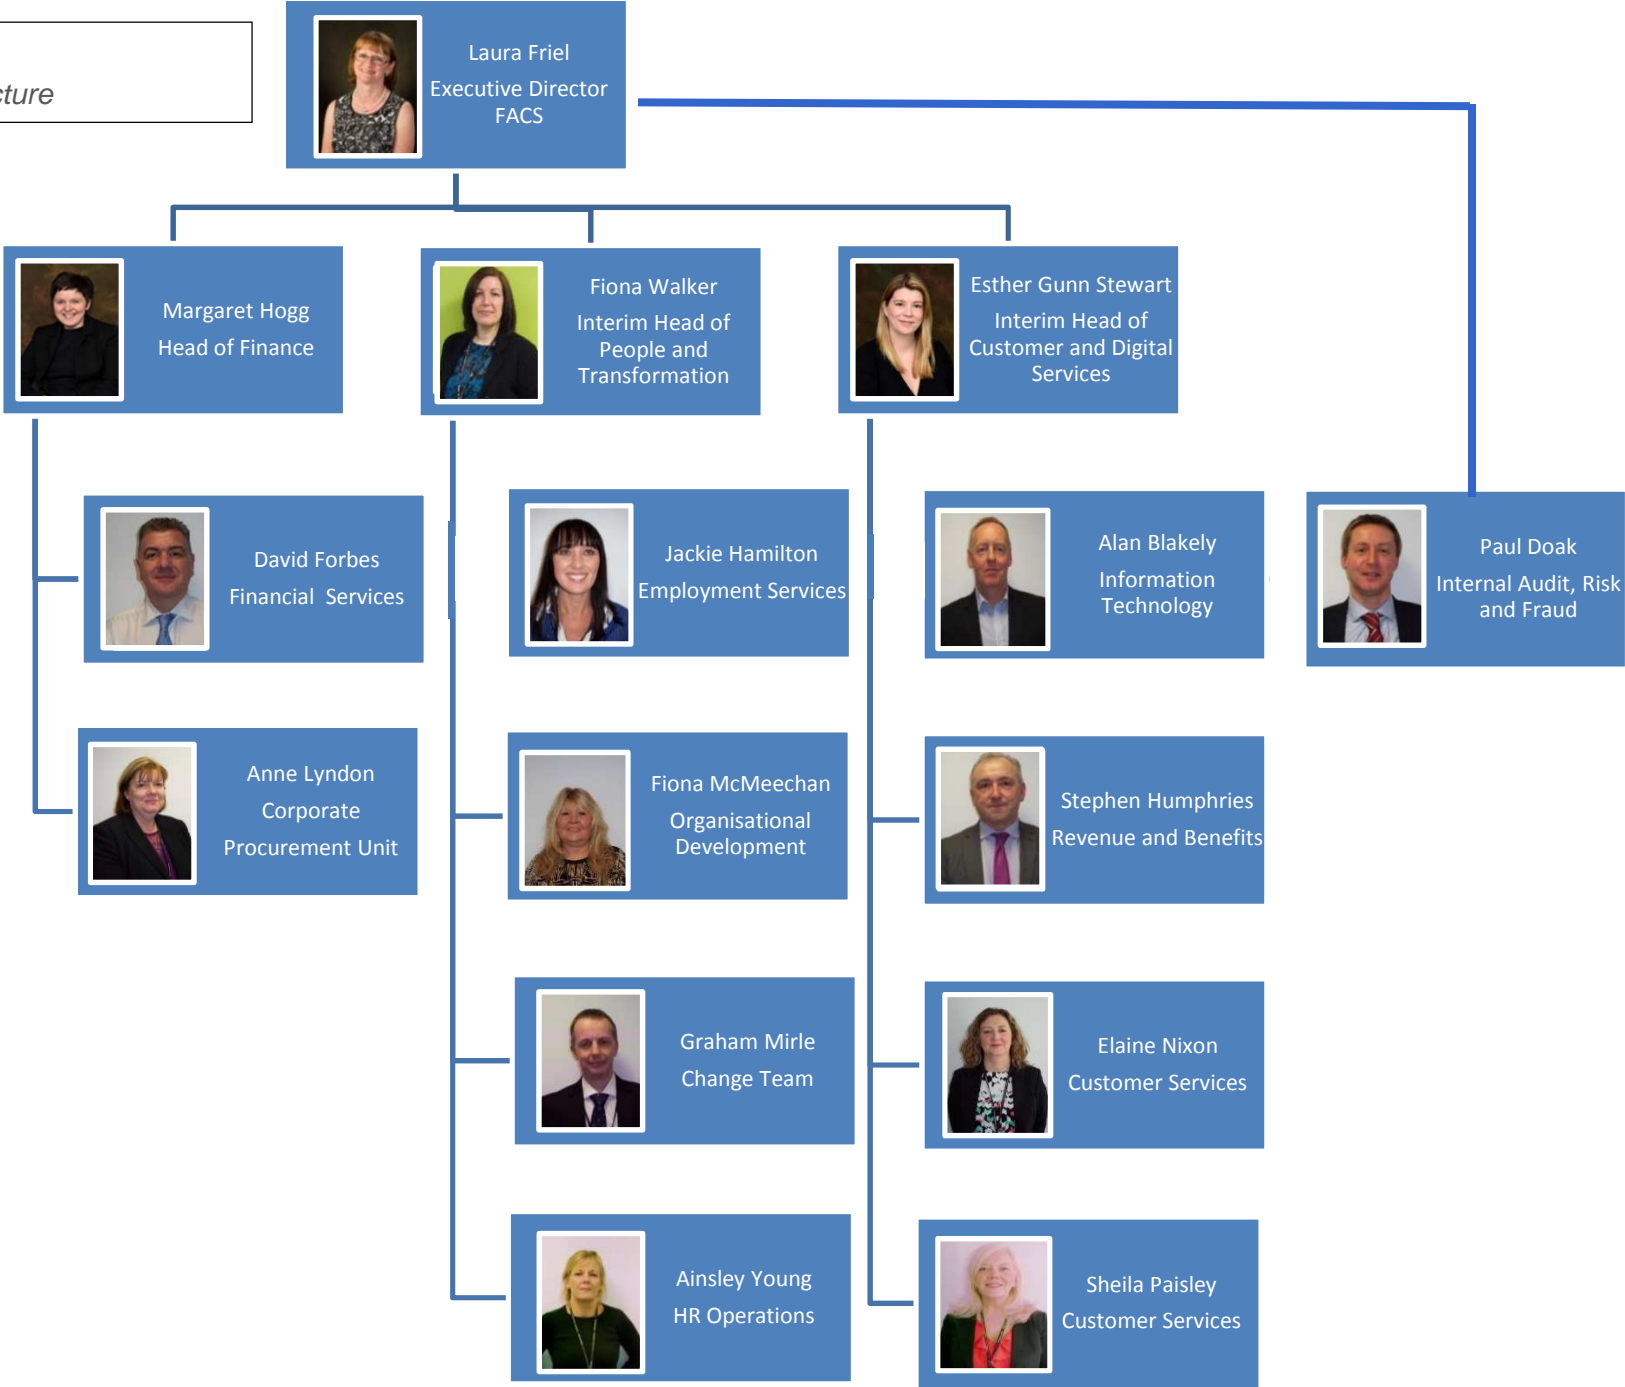 cture
Laura Friel
Executive Director
FACS
Margaret Hogg
Head of Finance
Fiona Walker
Interim Head of
People and
Transformation
Esther Gunn Stewart
Interim Head of
Customer and Digital
Services
David Forbes
Financial  Services
Jackie Hamilton
Employment Services
Alan Blakely
Information
Technology
Paul Doak
Internal Audit, Risk
and Fraud
Anne Lyndon
Corporate
Procurement Unit
Fiona McMeechan
Organisational
Development
Stephen Humphries
Revenue and Benefits
Graham Mirle
Change Team
Elaine Nixon
Customer Services
Ainsley Young
HR Operations
Sheila Paisley
Customer Services